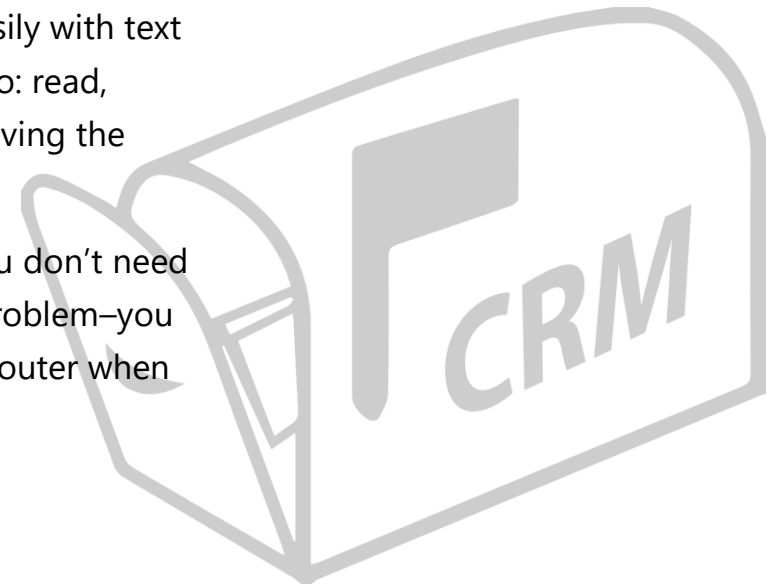 sily with text
o: read,
ving the
u don’t need
roblem–you
outer when
CRM